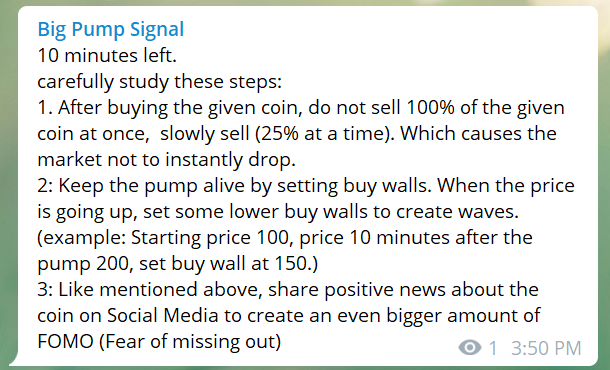 Big Pump Signal
10 minutes left.
carefully study these steps:
1. After buying the given coin, do not sell 100% of the given
coin at once,  slowly sell (25% at a time). Which causes the
market not to instantly drop.
2: Keep the pump alive by setting buy walls. When the price
is going up, set some lower buy walls to create waves.
(example: Starting price 100, price 10 minutes after the
pump 200, set buy wall at 150.)
3: Like mentioned above, share positive news about the
coin on Social Media to create an even bigger amount of
FOMO (Fear of missing out)
1 3:50 PM